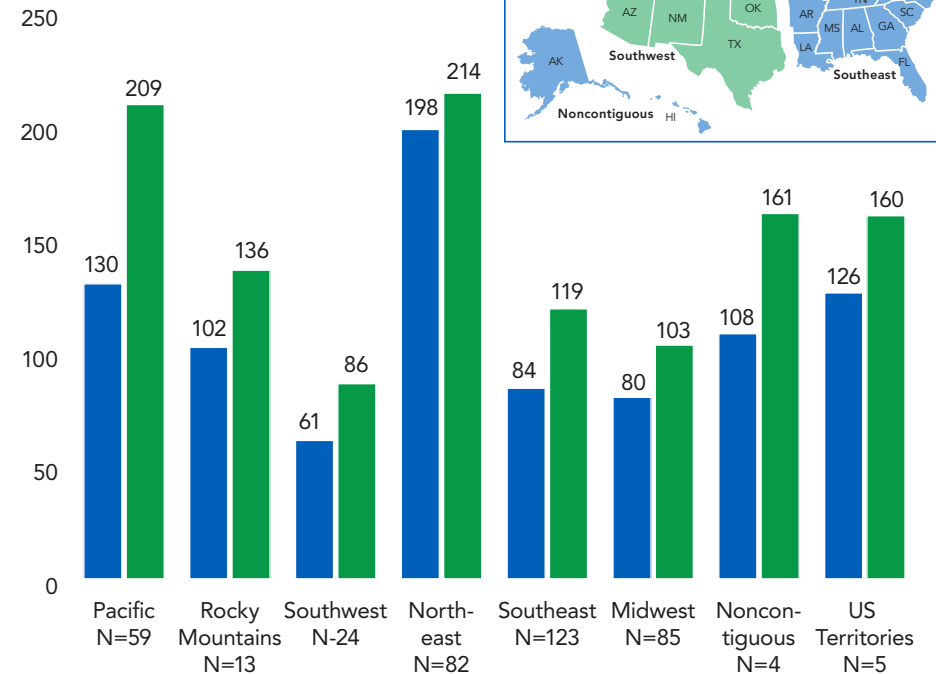 250
200
150
100
50
0
AZ
NM
OK
TX
AR
LA
MS
AL
GA
SC
FL
AK
HI
Southwest
Southeast
Noncontiguous
130
209
102
136
61
86
198
214
84
119
80
103
108
161
126
160
Pacific
N=59
Rocky
Mountains
N=13
Southwest
N-24
North-
east
N=82
Southeast
N=123
Midwest
N=85
Noncon-
tiguous
N=4
US
Territories
N=5